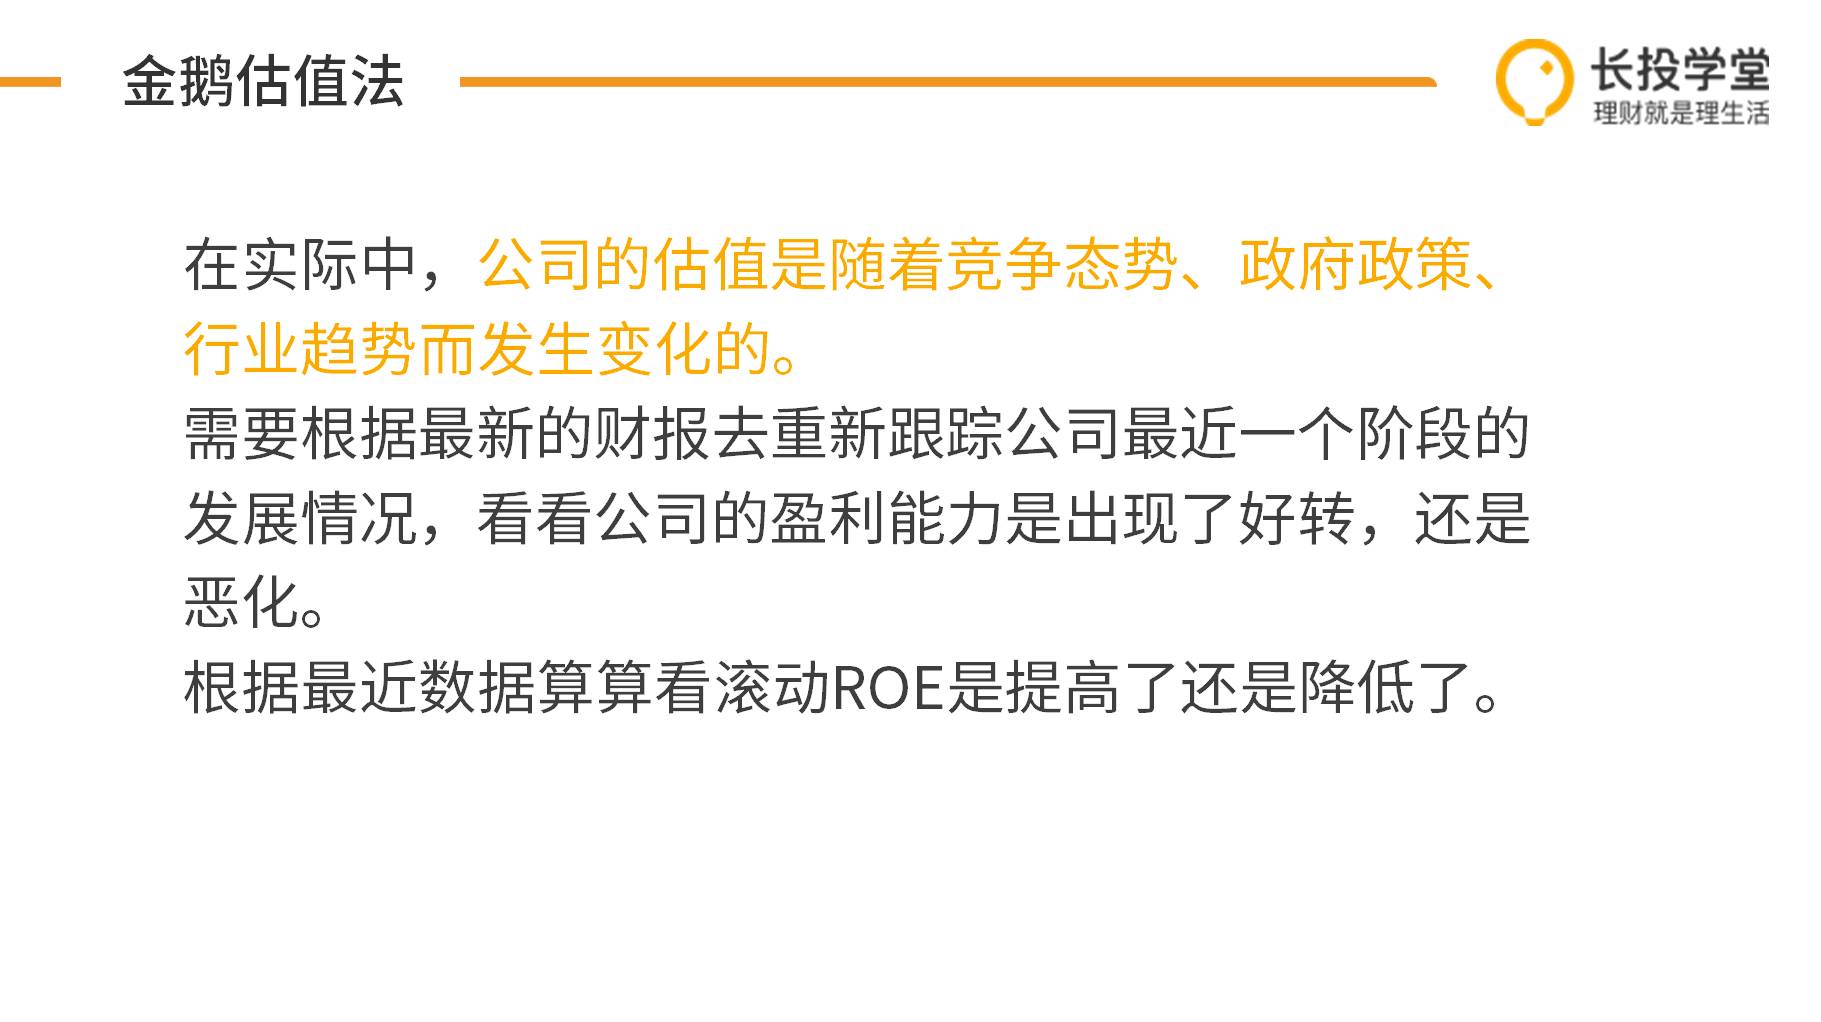 金鹅估值法
长投学堂
理财就是理生活
在实际中，公司的估值是随着竞争态势、政府政策、
行业趋势而发生变化的。
需要根据最新的财报去重新跟踪公司最近一个阶段的
发展情况，看看公司的盈利能力是出现了好转，还是
恶化。
根据最近数据算算看滚动ROE是提高了还是降低了。